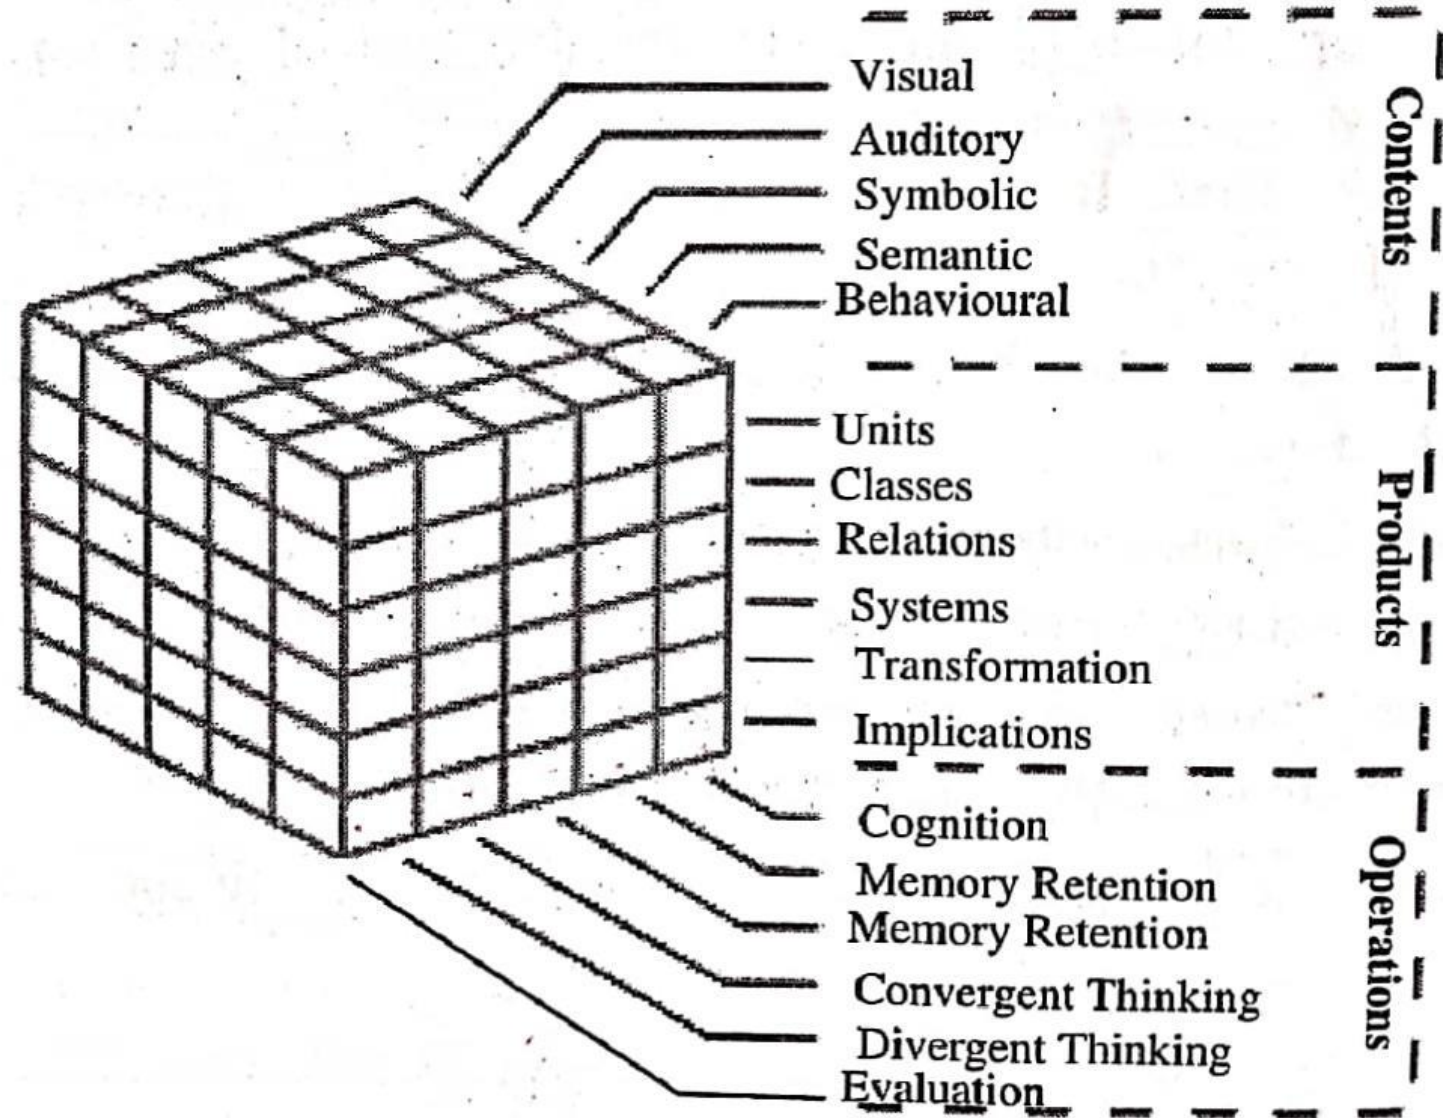 Visual
Auditory
Symbolic
Semantic
Behavioural
Contents
Units
Classes
Relations
Systems
Transformation
Implications
Products
Cognition
Memory Retention
Memory Retention
Convergent Thinking
Divergent Thinking
Evaluation
Operations